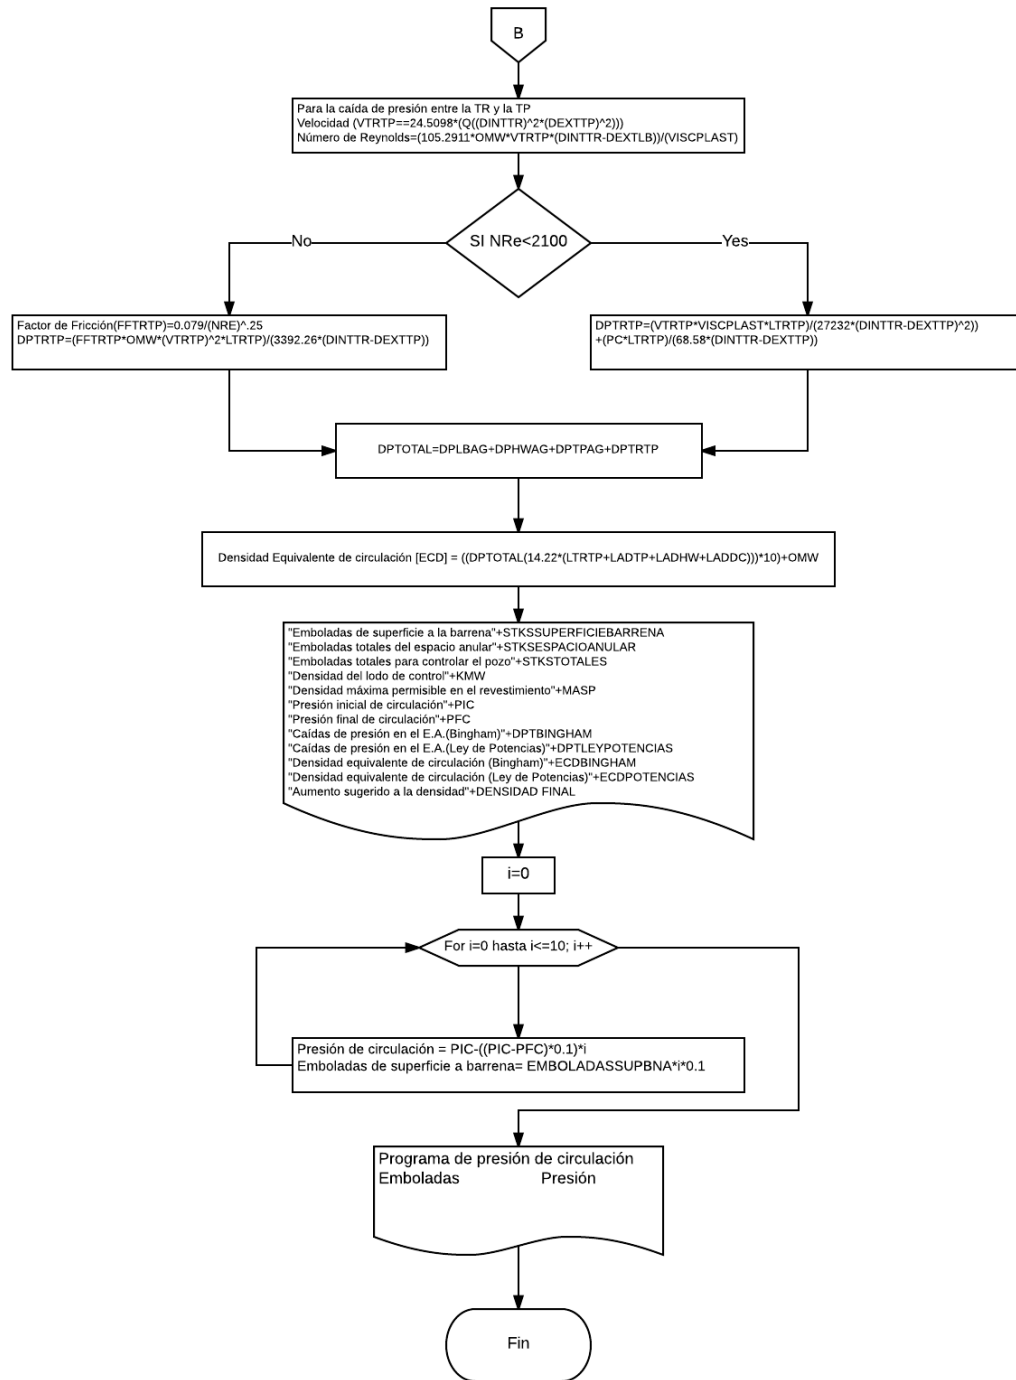 B
Para la caída de presión entre la TR y la TP
Velocidad (VTRTP==24.5098*(Q((DINTTR)^2*(DEXTTP)^2)))
Número de Reynolds=(105.2911*OMW*VTRTP*(DINTTR-DEXTLB))/(VISCPLAST)
SI NRe<2100
No
Yes
Factor de Fricción(FFTRTP)=0.079/(NRE)^.25
DPTRTP=(FFTRTP*OMW*(VTRTP)^2*LTRTP)/(3392.26*(DINTTR-DEXTTP))
DPTRTP=(VTRTP*VISCPLAST*LTRTP)/(27232*(DINTTR-DEXTTP)^2))
+(PC*LTRTP)/(68.58*(DINTTR-DEXTTP))
DPTOTAL=DPLBAG+DPHWAG+DPTPAG+DPTRTP
Densidad Equivalente de circulación [ECD] = ((DPTOTAL(14.22*(LTRTP+LADTP+LADHW+LADDC)))*10)+OMW
"Emboladas de superficie a la barrena"+STKSSUPERFICIEBARRENA
"Emboladas totales del espacio anular"+STKSESPACIOANULAR
"Emboladas totales para controlar el pozo"+STKSTOTALES
"Densidad del lodo de control"+KMW
"Densidad máxima permisible en el revestimiento"+MASP
"Presión inicial de circulación"+PIC
"Presión final de circulación"+PFC
"Caídas de presión en el E.A.(Bingham)"+DPTBINGHAM
"Caídas de presión en el E.A.(Ley de Potencias)"+DPTLEYPOTENCIAS
"Densidad equivalente de circulación (Bingham)"+ECDBINGHAM
"Densidad equivalente de circulación (Ley de Potencias)"+ECDPOTENCIAS
"Aumento sugerido a la densidad"+DENSIDAD FINAL
i=0
For i=0 hasta i<=10; i++
Presión de circulación = PIC-((PIC-PFC)*0.1)*i
Emboladas de superficie a barrena= EMBOLADASSUPBNA*i*0.1
Programa de presión de circulación
Emboladas Presión
Fin